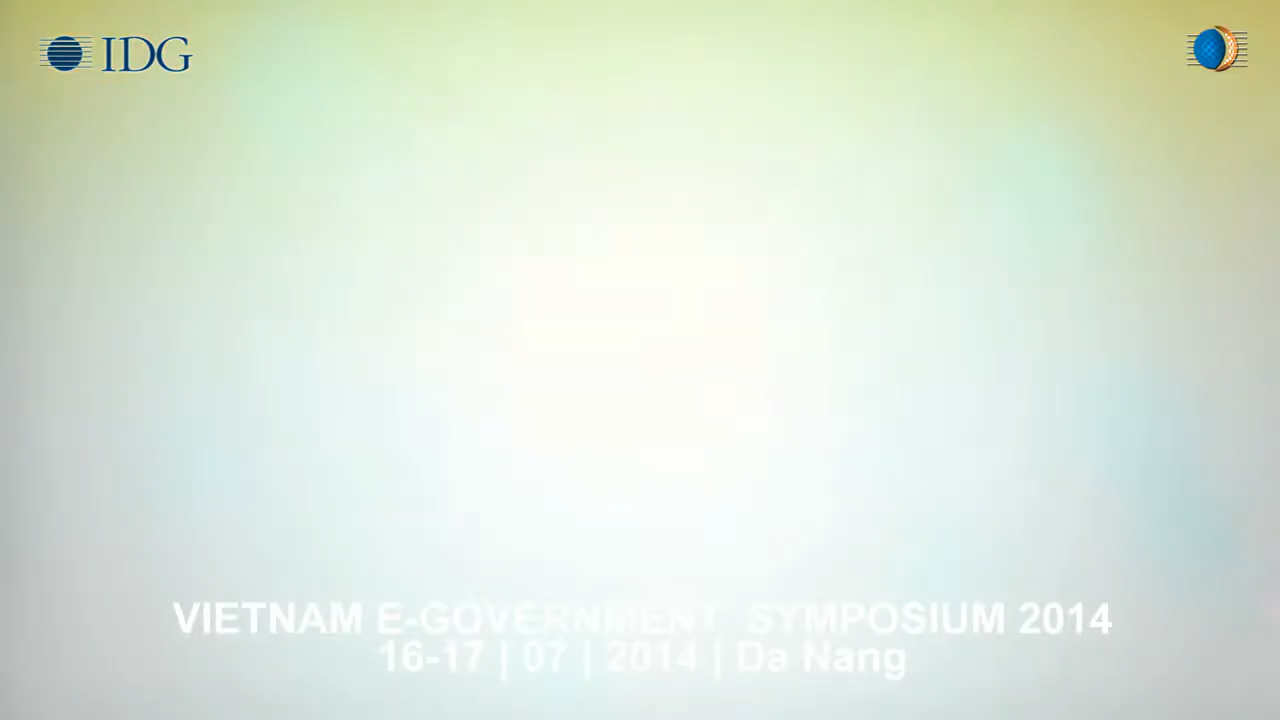 IDG
VIETNAM E-GOVERNMENT SYMPOSIUM 2014
16-17 | 07 | 2014 | Da Nang